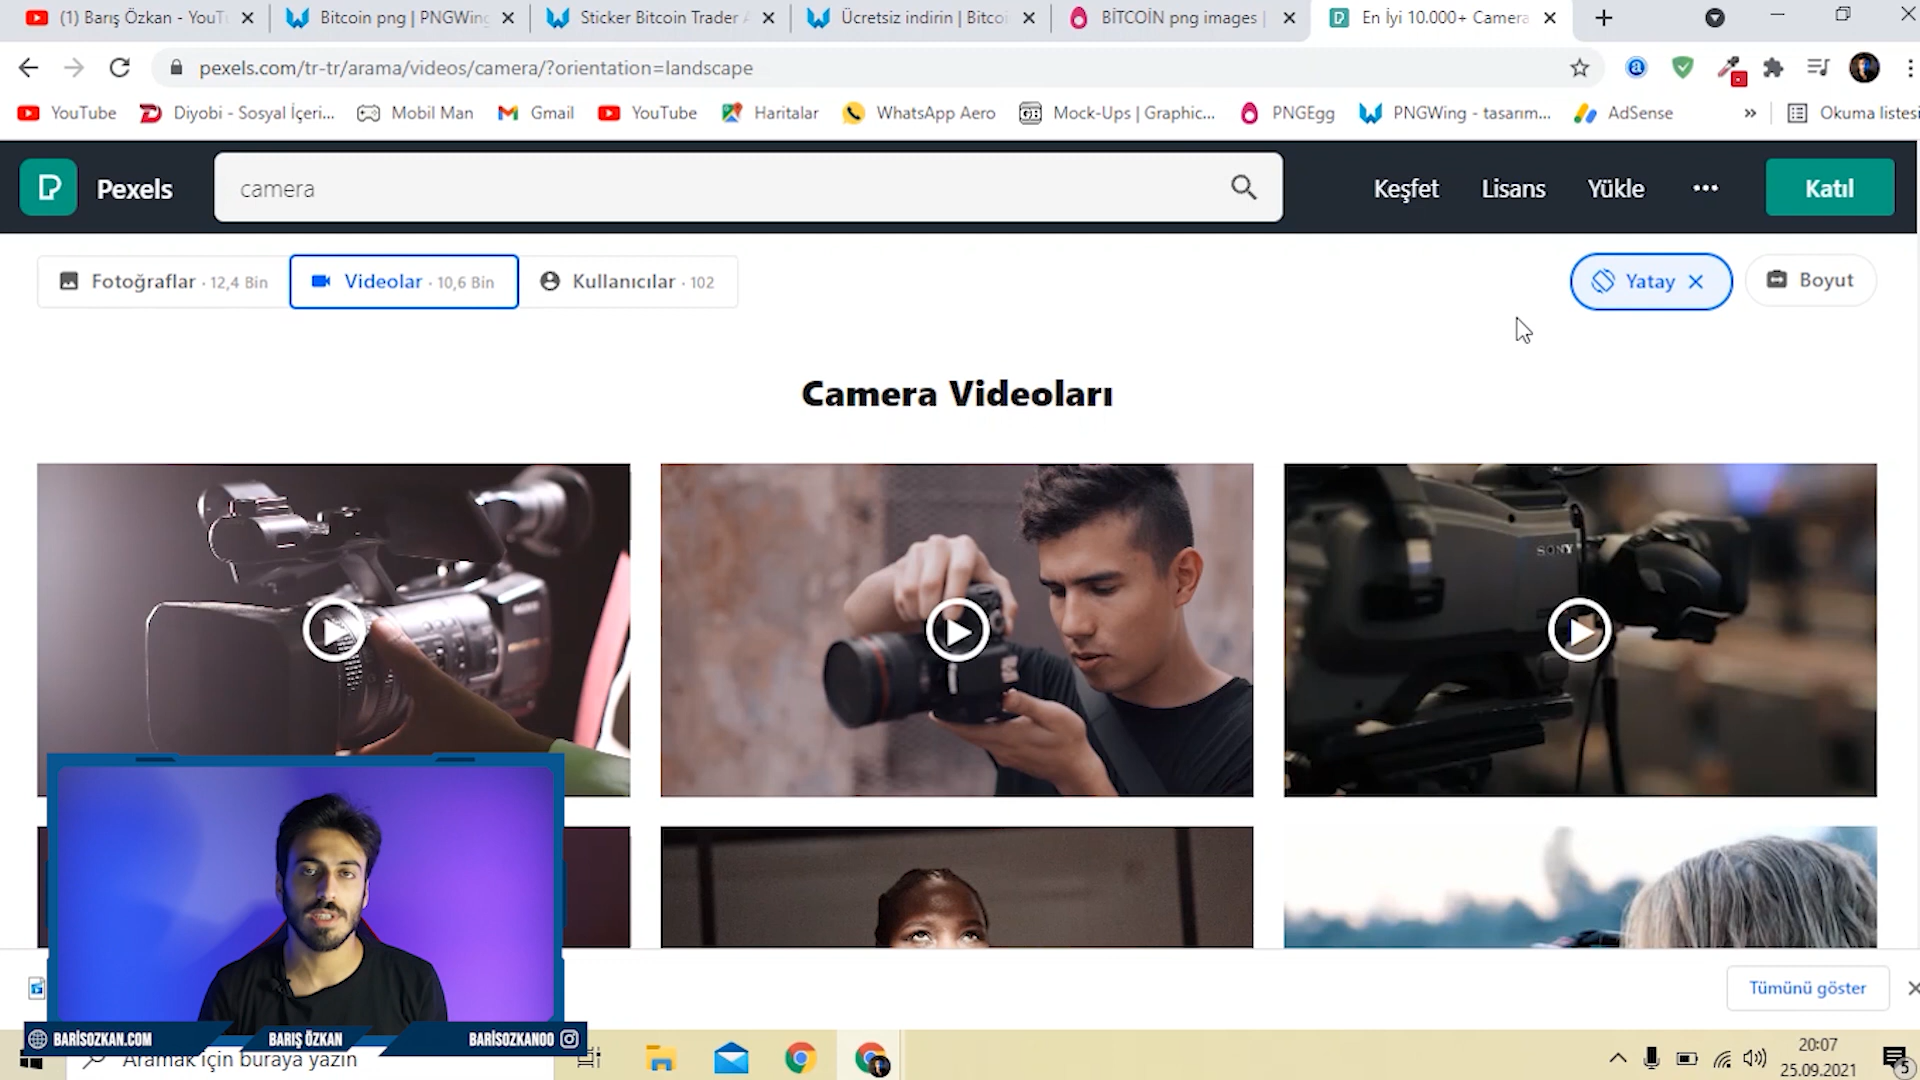 (1) Barış Özkan - YouT
Bitcoin png | PNGWing
Sticker Bitcoin Trader A
Ücretsiz indirin | Bitcoi
BİTCOİN png images |
En İyi 10.000+ Camera
pexels.com/tr-tr/arama/videos/camera/?orientation=landscape
YouTube
Diyobi - Sosyal İçeri...
Mobil Man
Gmail
YouTube
Haritalar
WhatsApp Aero
Mock-Ups | Graphic...
PNGEgg
PNGWing - tasarım...
AdSense
»
Okuma listesi
Pexels
camera
Keşfet
Lisans
Yükle
Katıl
Fotoğraflar · 12,4 Bin
Videolar · 10,6 Bin
Kullanıcılar · 102
Yatay
Boyut
Camera Videoları
SONY
Tümünü göster
BARISOZKAN.COM
BARIŞ ÖZKAN
BARISOZKANOO
Aramak için buraya yazın
20:07
25.09.2021
5